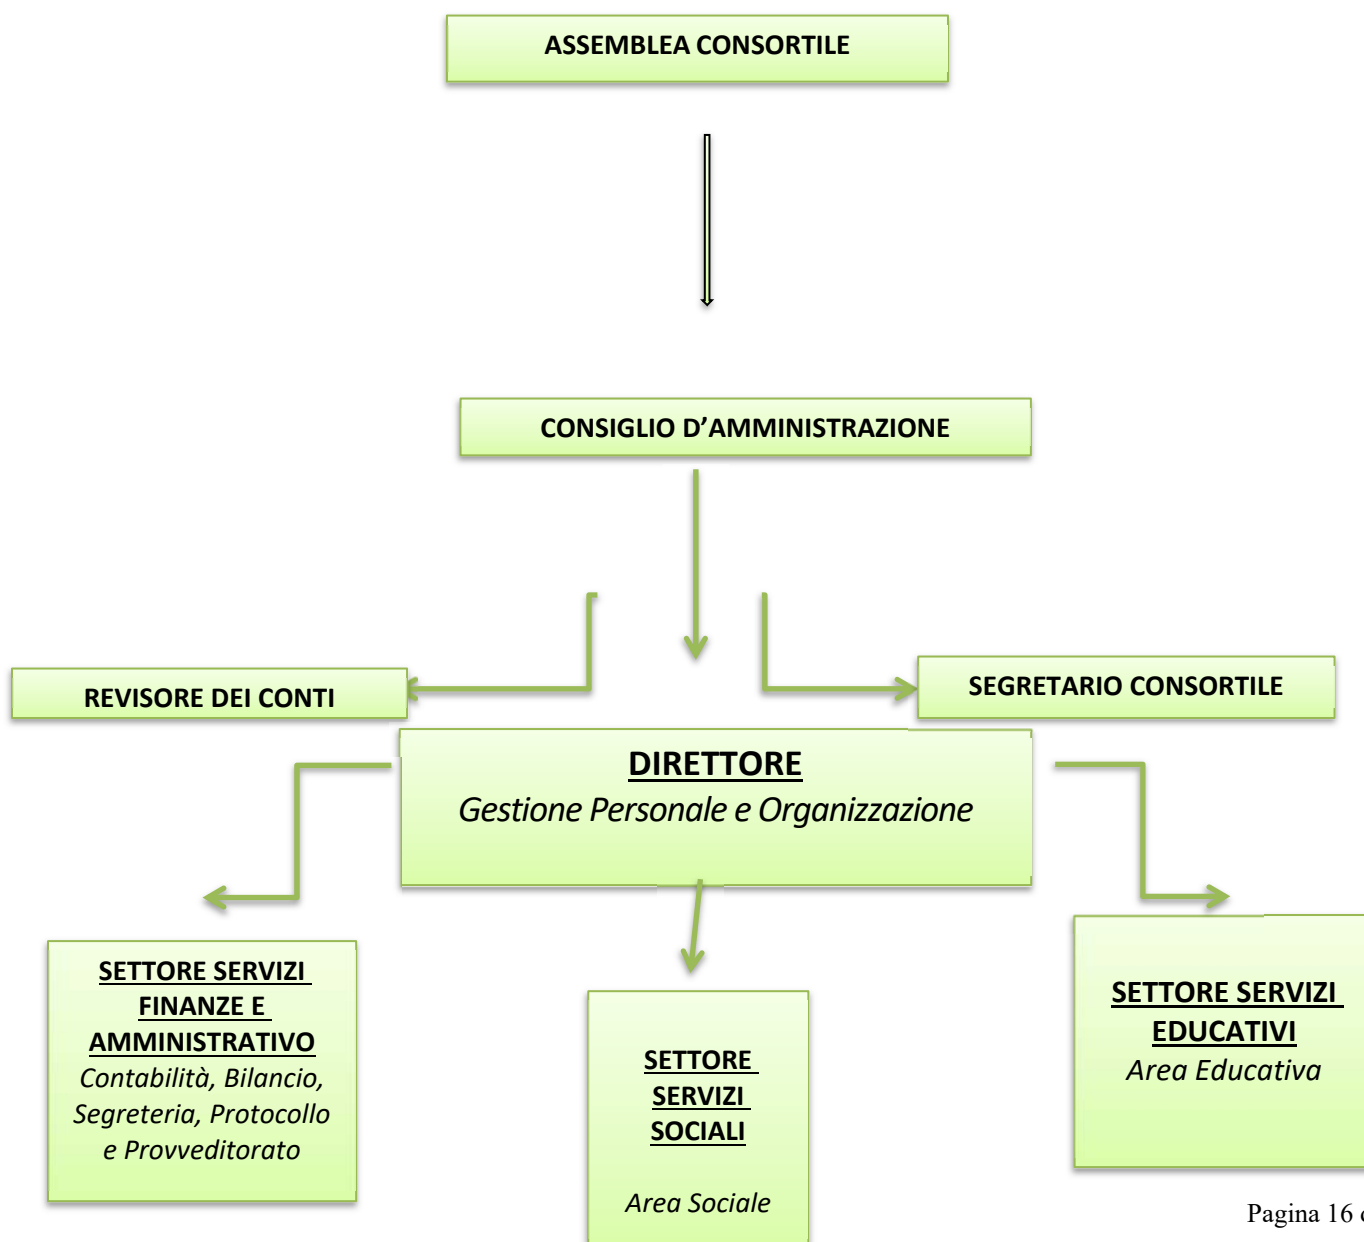 ASSEMBLEA CONSORTILE
CONSIGLIO D’AMMINISTRAZIONE
REVISORE DEI CONTI
SEGRETARIO CONSORTILE
DIRETTORE
Gestione Personale e Organizzazione
SETTORE SERVIZI
FINANZE E
AMMINISTRATIVO
Contabilità, Bilancio,
Segreteria, Protocollo
e Provveditorato
SETTORE
SERVIZI
SOCIALI
Area Sociale
SETTORE SERVIZI
EDUCATIVI
Area Educativa
Pagina 16